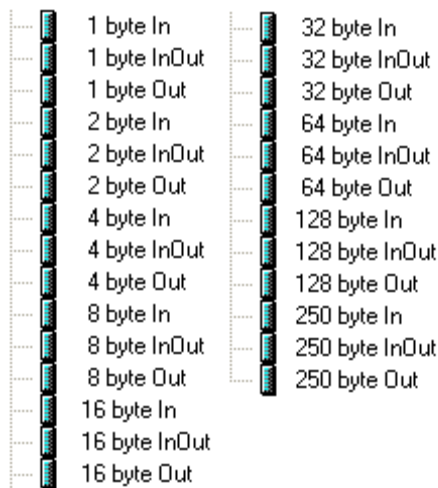 1 byte In
1 byte InOut
1 byte Out
2 byte In
2 byte InOut
2 byte Out
4 byte In
4 byte InOut
4 byte Out
8 byte In
8 byte InOut
8 byte Out
16 byte In
16 byte InOut
16 byte Out
32 byte In
32 byte InOut
32 byte Out
64 byte In
64 byte InOut
64 byte Out
128 byte In
128 byte InOut
128 byte Out
250 byte In
250 byte InOut
250 byte Out